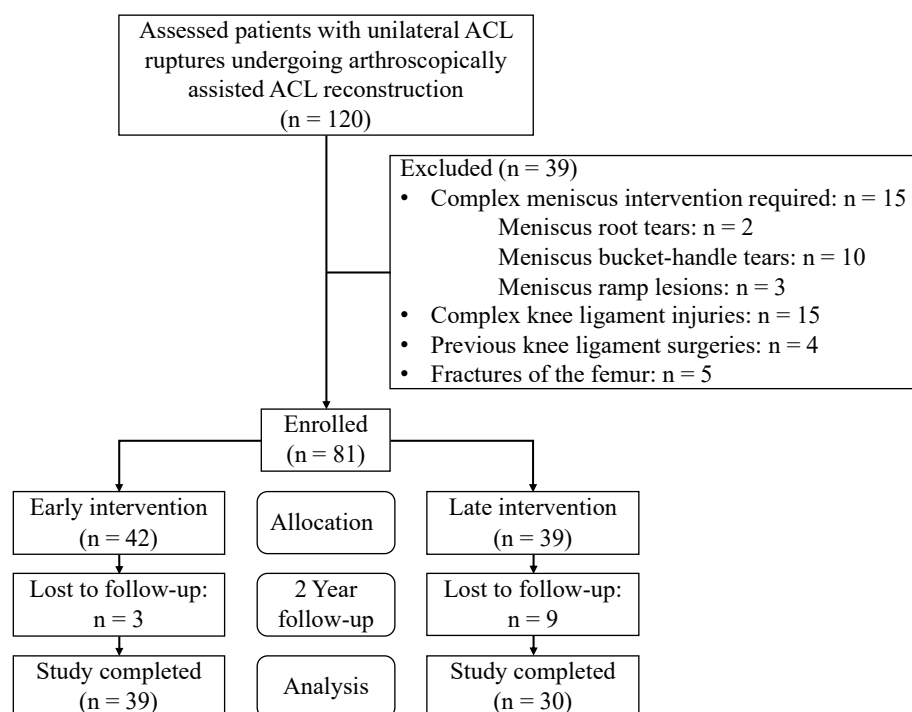 Assessed patients with unilateral ACL
ruptures undergoing arthroscopically
assisted ACL reconstruction
(n = 120)
Excluded (n = 39)
• Complex meniscus intervention required: n = 15
Meniscus root tears: n = 2
Meniscus bucket-handle tears: n = 10
Meniscus ramp lesions: n = 3
• Complex knee ligament injuries: n = 15
• Previous knee ligament surgeries: n = 4
• Fractures of the femur: n = 5
Enrolled
(n = 81)
Early intervention
(n = 42)
Allocation
Late intervention
(n = 39)
Lost to follow-up:
n = 3
2 Year
follow-up
Lost to follow-up:
n = 9
Study completed
(n = 39)
Analysis
Study completed
(n = 30)